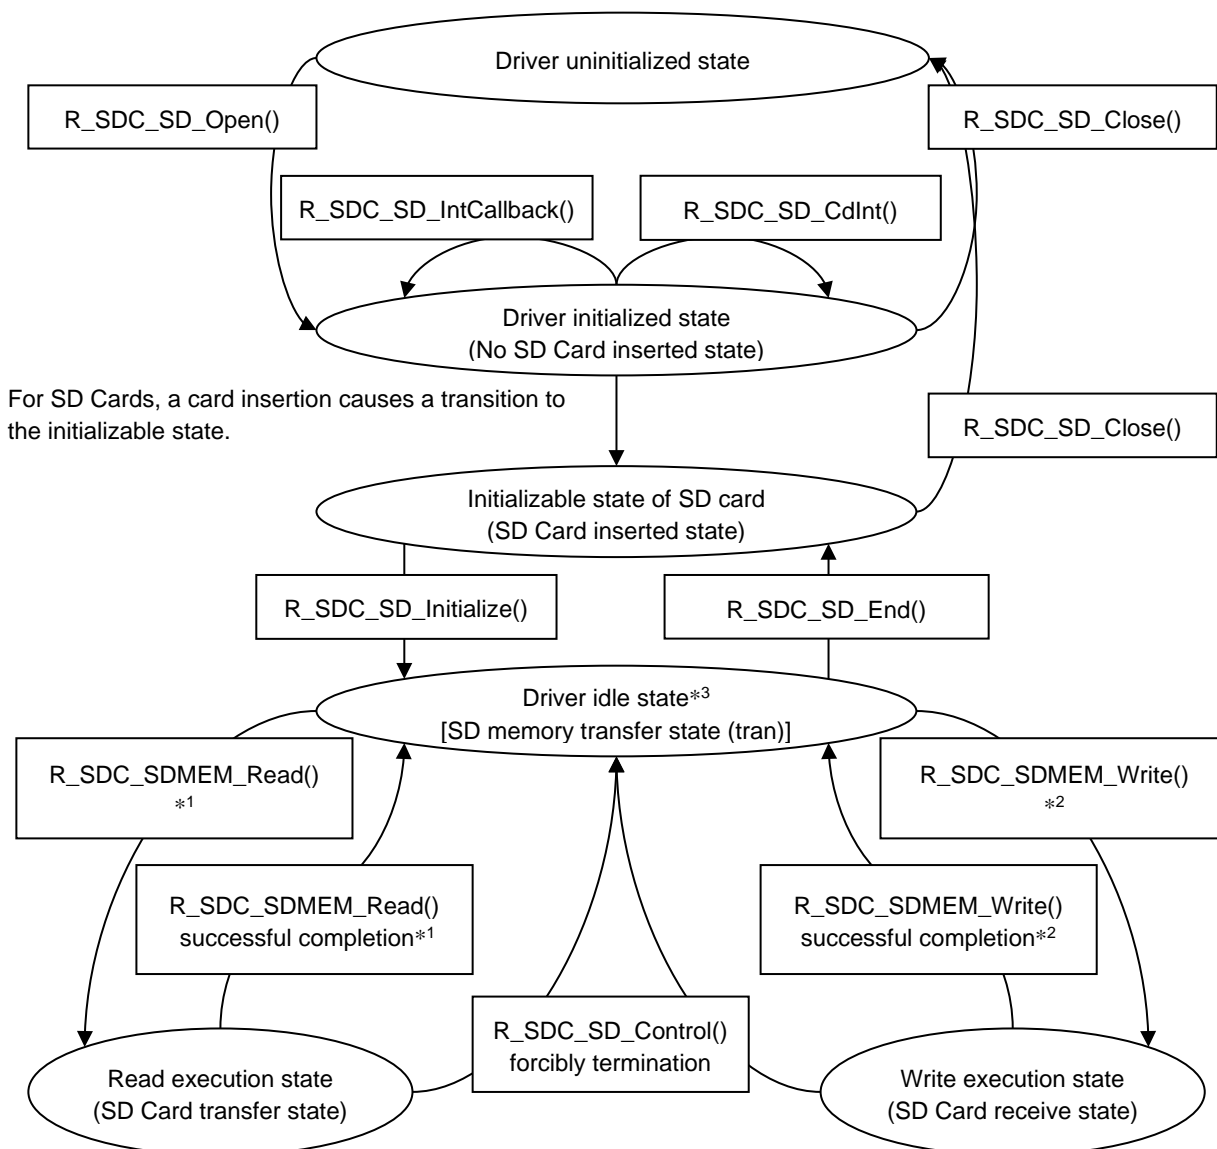 Driver uninitialized state
R_SDC_SD_Open()
R_SDC_SD_Close()
R_SDC_SD_IntCallback()
R_SDC_SD_CdInt()
Driver initialized state
(No SD Card inserted state)
For SD Cards, a card insertion causes a transition to
the initializable state.
R_SDC_SD_Close()
Initializable state of SD card
(SD Card inserted state)
R_SDC_SD_Initialize()
R_SDC_SD_End()
Driver idle state*3
[SD memory transfer state (tran)]
R_SDC_SDMEM_Read()
*1
R_SDC_SDMEM_Write()
*2
R_SDC_SDMEM_Read()
successful completion*1
R_SDC_SDMEM_Write()
successful completion*2
R_SDC_SD_Control()
forcibly termination
Read execution state
(SD Card transfer state)
Write execution state
(SD Card receive state)